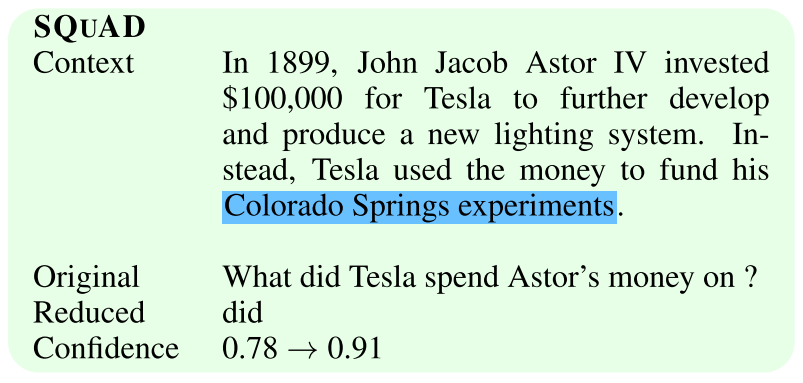 SQUAD
Context In 1899, John Jacob Astor IV invested
$100,000 for Tesla to further develop
and produce a new lighting system. In-
stead, Tesla used the money to fund his
Colorado Springs experiments.
Original What did Tesla spend Astor's money on ?
Reduced did
Confidence 0.78 → 0.91